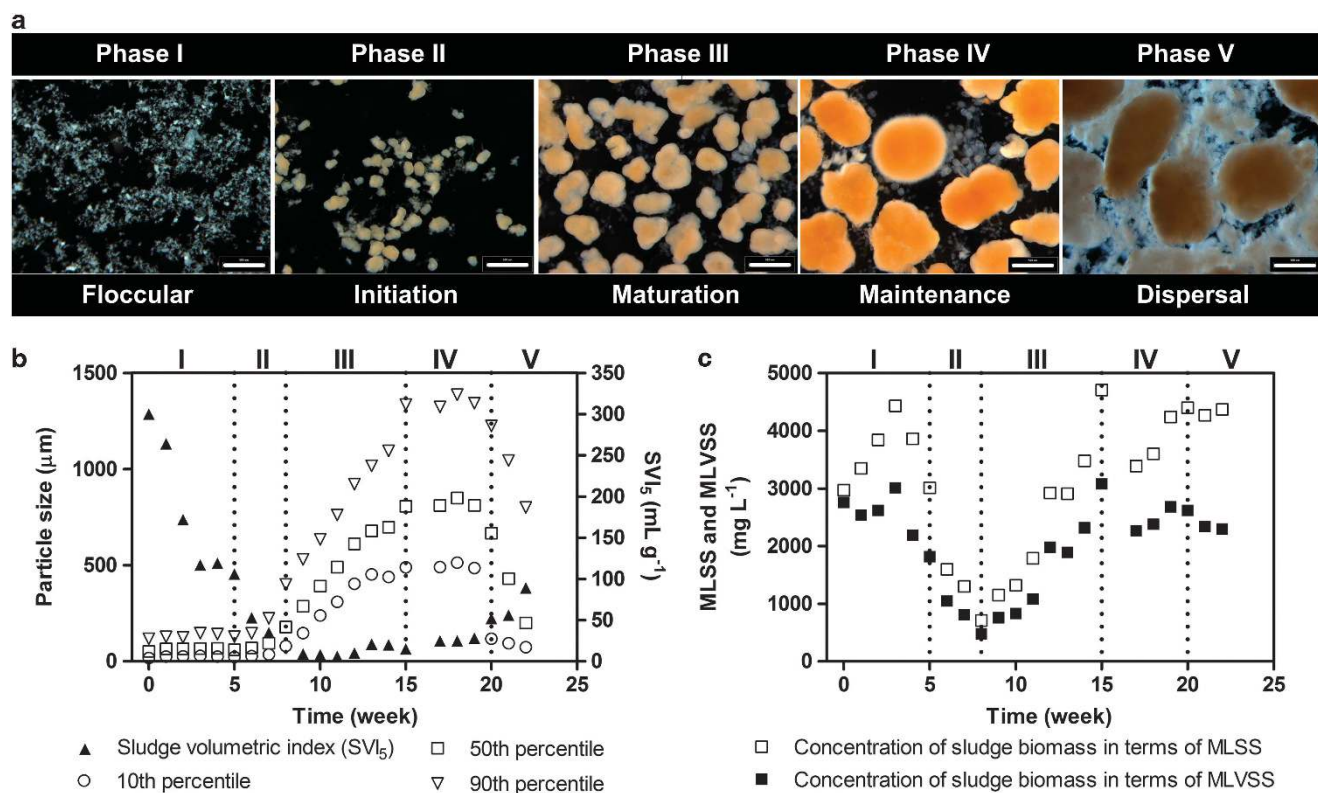 a
Phase I Phase II Phase III Phase IV Phase V
Floccular Initiation Maturation Maintenance Dispersal
b
I II III IV V
1500
1000
500
0
Particle size (μm)
350
300
250
200
150
100
50
0
SVI₅ (mL g⁻¹)
0 5 10 15 20 25
Time (week)
▲ Sludge volumetric index (SVI₅)
○ 10th percentile
□ 50th percentile
▽ 90th percentile
c
I II III IV V
5000
4000
3000
2000
1000
0
MLSS and MLVSS
(mg L⁻¹)
0 5 10 15 20 25
Time (week)
□ Concentration of sludge biomass in terms of MLSS
■ Concentration of sludge biomass in terms of MLVSS